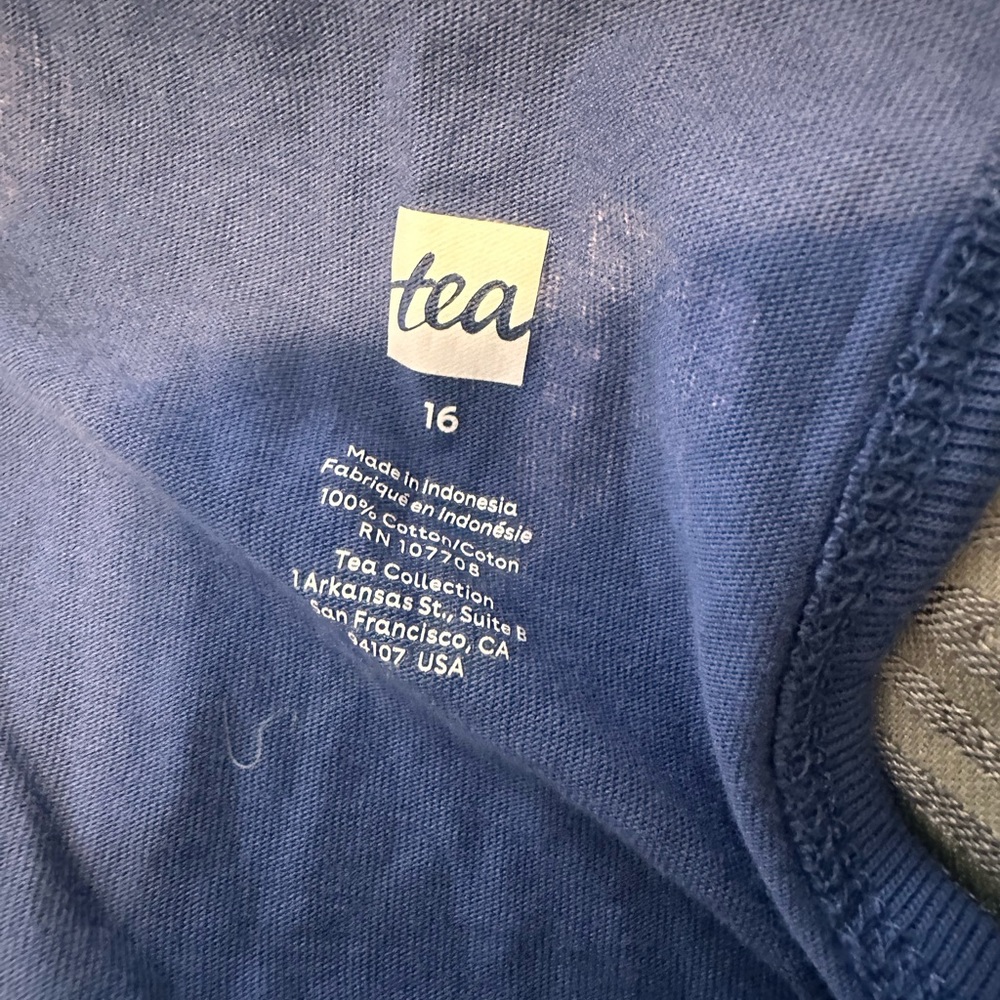 tea
16
Made in Indonesia
Fabriqué en Indonésie
100% Cotton/Coton
RN 107708
Tea Collection
1 Arkansas St., Suite B
San Francisco, CA
94107 USA